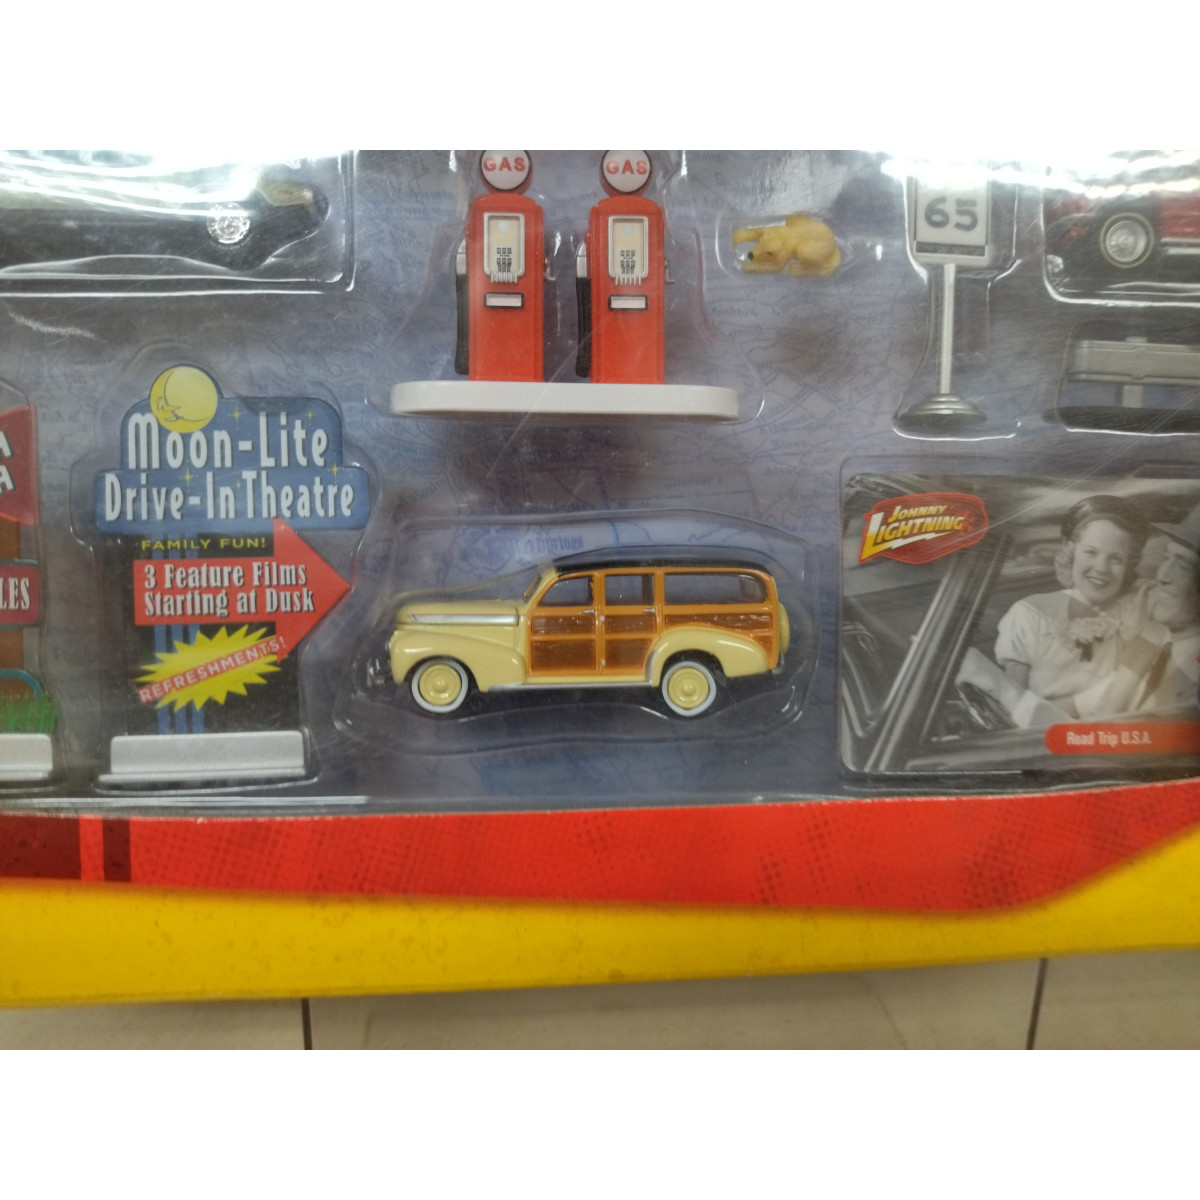 GAS
GAS
65
Moon-Lite
Drive-In Theatre
FAMILY FUN!
3 Feature Films
Starting at Dusk
REFRESHMENTS!
LES
JOHNNY
LIGHTNING
Road Trip U.S.A.